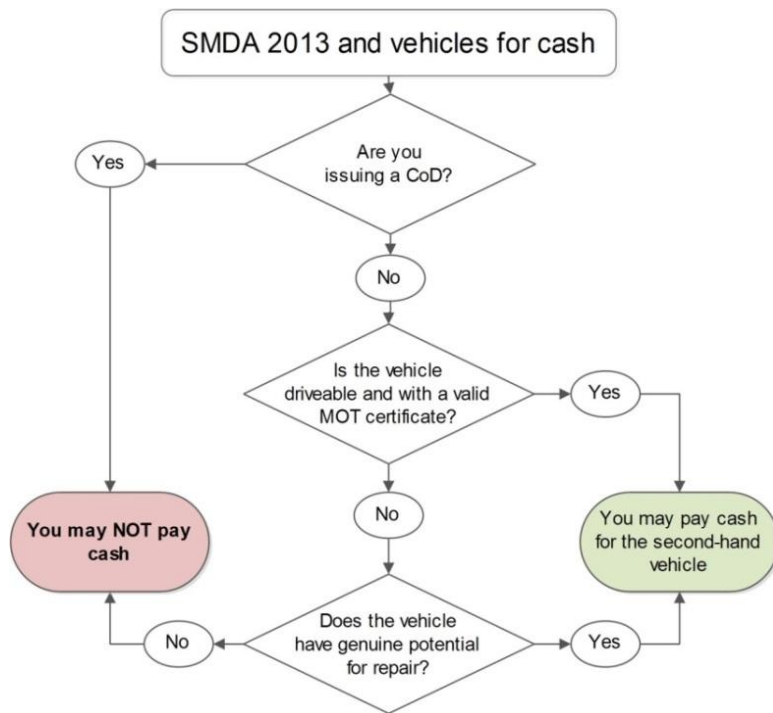 SMDA 2013 and vehicles for cash
Are you
issuing a CoD?
Yes
No
Is the vehicle
driveable and with a valid
MOT certificate?
Yes
No
You may NOT pay
cash
You may pay cash
for the second-hand
vehicle
Does the vehicle
have genuine potential
for repair?
No
Yes